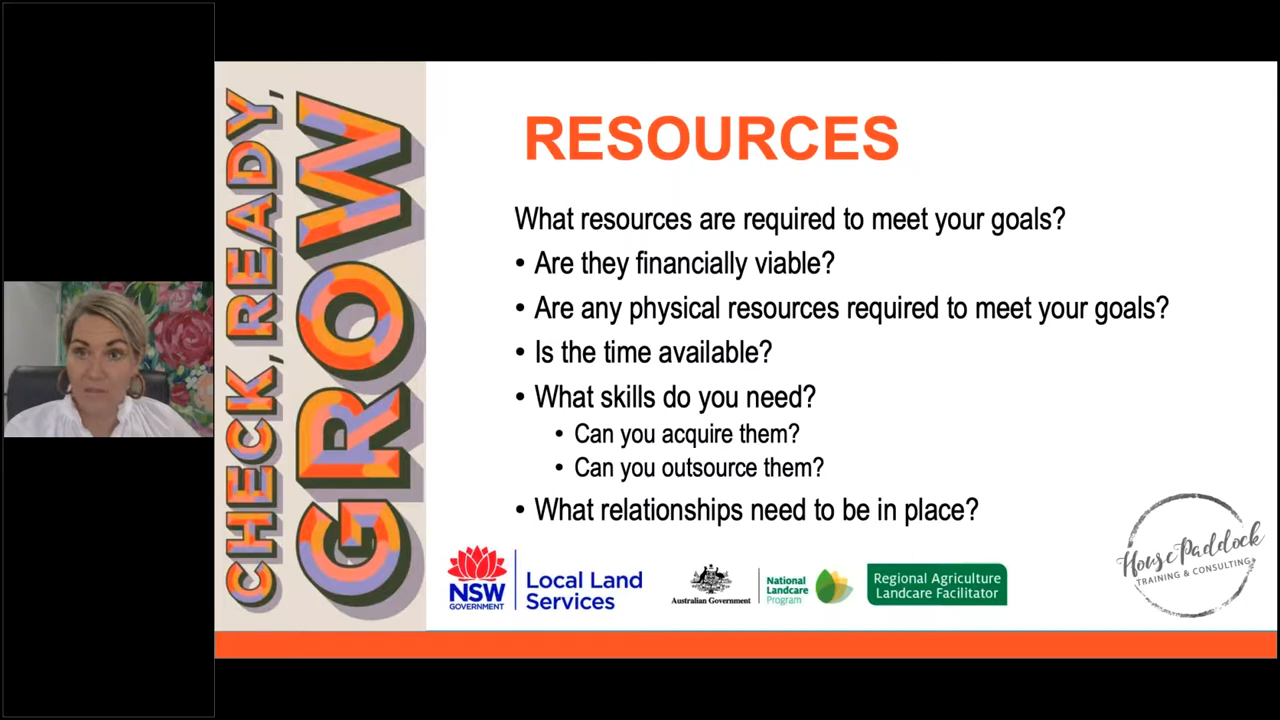 CHECK, READY,
GROW
RESOURCES
What resources are required to meet your goals?
• Are they financially viable?
• Are any physical resources required to meet your goals?
• Is the time available?
• What skills do you need?
• Can you acquire them?
• Can you outsource them?
• What relationships need to be in place?
NSW
GOVERNMENT
Local Land
Services
Australian Government
National
Landcare
Program
Regional Agriculture
Landcare Facilitator
House Paddock
TRAINING & CONSULTING